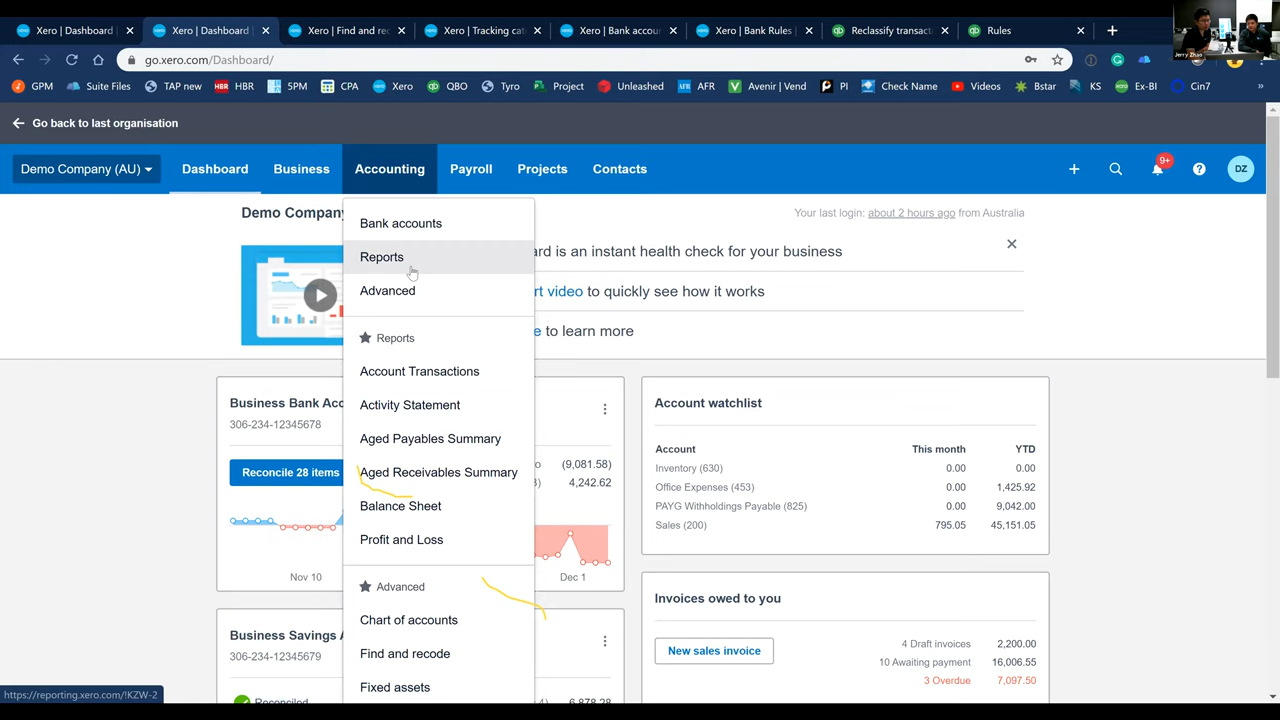 Xero | Dashboard
Xero | Dashboard
Xero | Find and rec
Xero | Tracking cat
Xero | Bank accou
Xero | Bank Rules |
Reclassify transact
Rules
Jerry Zhao
go.xero.com/Dashboard/
GPM
Suite Files
TAP new
HBR HBR
5PM
CPA
Xero
QBO
Tyro
Project
Unleashed
AFR AFR
Avenir | Vend
PI
Check Name
Videos
Bstar
KS
Ex-BI
Cin7
»
Go back to last organisation
Demo Company (AU)
Dashboard
Business
Accounting
Payroll
Projects
Contacts
9+
DZ
Demo Company
Your last login: about 2 hours ago from Australia
Bank accounts
Reports
Advanced
Reports
Account Transactions
Activity Statement
Aged Payables Summary
Aged Receivables Summary
Balance Sheet
Profit and Loss
Advanced
Chart of accounts
Find and recode
Fixed assets
ard is an instant health check for your business
rt video to quickly see how it works
e to learn more
Business Bank Acc
306-234-12345678
Reconcile 28 items
(9,081.58)
4,242.62
Nov 10
Dec 1
Business Savings A
306-234-12345679
Reconciled
6,878.28
Account watchlist
Account This month YTD
Inventory (630) 0.00 0.00
Office Expenses (453) 0.00 1,425.92
PAYG Withholdings Payable (825) 0.00 9,042.00
Sales (200) 795.05 45,151.05
Invoices owed to you
New sales invoice
4 Draft invoices 2,200.00
10 Awaiting payment 16,006.55
3 Overdue 7,097.50
https://reporting.xero.com/!KZW-2